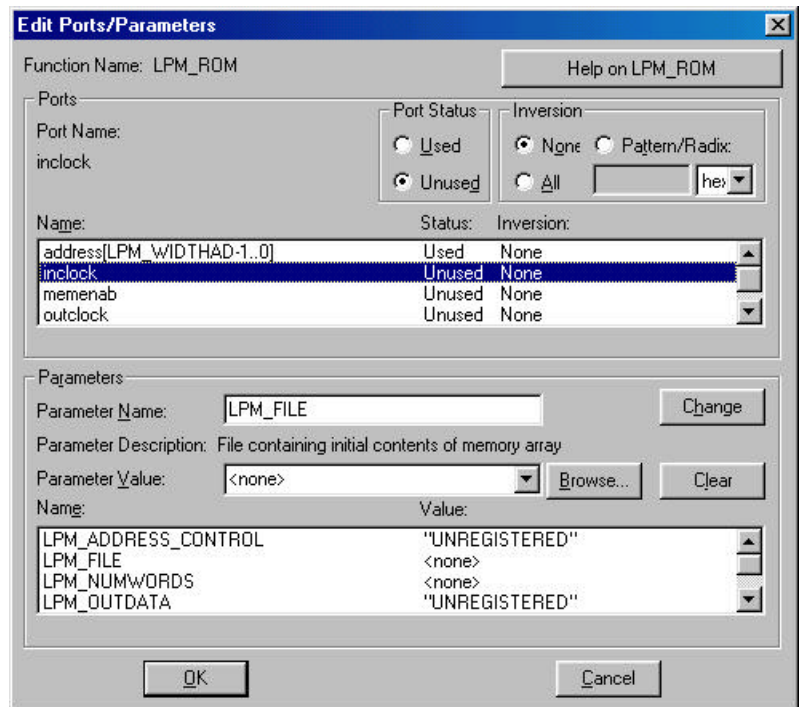 Edit Ports/Parameters
Function Name: LPM_ROM
Help on LPM_ROM
Ports
Port Name:
inclock
Port Status
Used
Unused
Inversion
None Pattern/Radix:
All hex
Name: Status: Inversion:
address[LPM_WIDTHAD-1..0] Used None
inclock Unused None
memenab Unused None
outclock Unused None
Parameters
Parameter Name: LPM_FILE
Change
Parameter Description: File containing initial contents of memory array
Parameter Value: <none> Browse... Clear
Name: Value:
LPM_ADDRESS_CONTROL "UNREGISTERED"
LPM_FILE <none>
LPM_NUMWORDS <none>
LPM_OUTDATA "UNREGISTERED"
OK Cancel